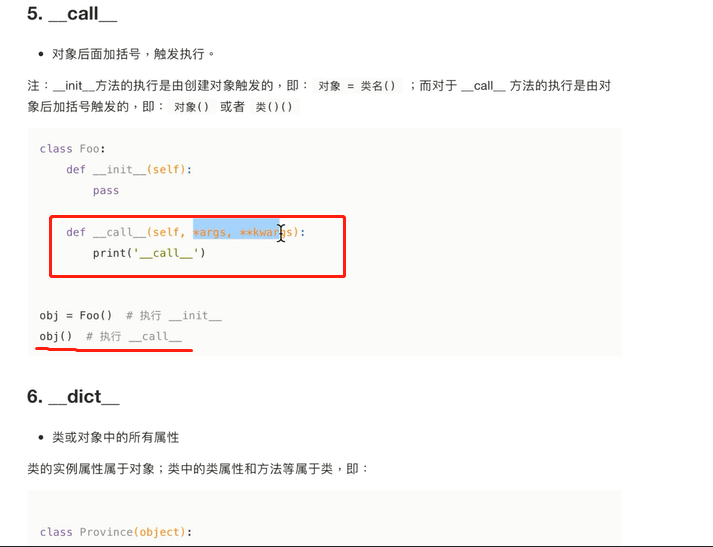 5. __call__
对象后面加括号，触发执行。
注：__init__方法的执行是由创建对象触发的，即： 对象 = 类名() ；而对于 __call__ 方法的执行是由对
象后加括号触发的，即： 对象() 或者 类()()
class Foo:
def __init__(self):
pass
def __call__(self, *args, **kwargs):
print('__call__')
obj = Foo() # 执行 __init__
obj() # 执行 __call__
6. __dict__
类或对象中的所有属性
类的实例属性属于对象；类中的类属性和方法等属于类，即：
class Province(object):